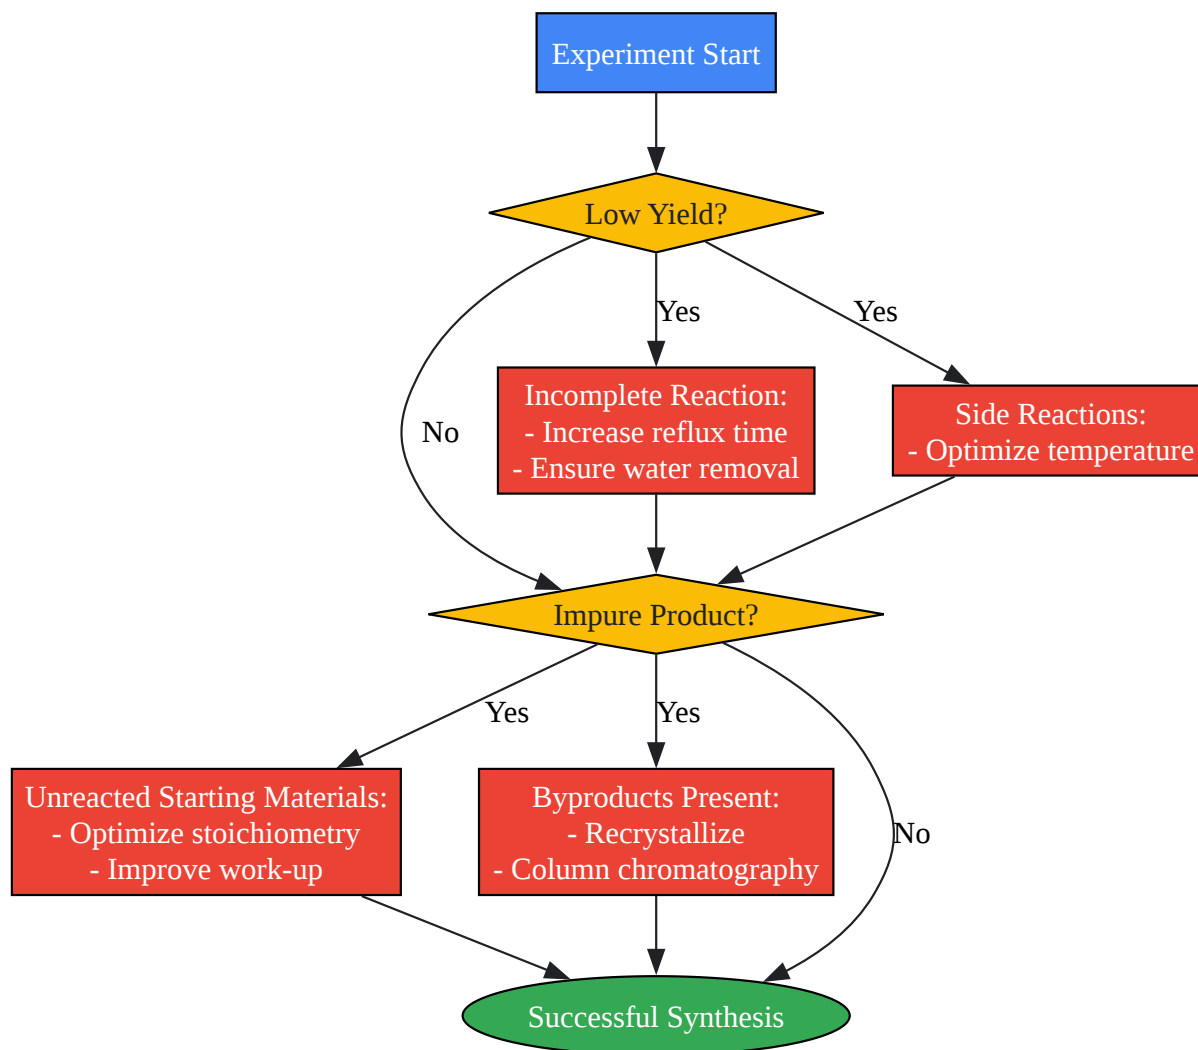 Experiment Start
Low Yield?
Yes
Yes
Incomplete Reaction:
- Increase reflux time
- Ensure water removal
Side Reactions:
- Optimize temperature
No
Impure Product?
Yes
Yes
Unreacted Starting Materials:
- Optimize stoichiometry
- Improve work-up
Byproducts Present:
- Recrystallize
- Column chromatography
No
Successful Synthesis